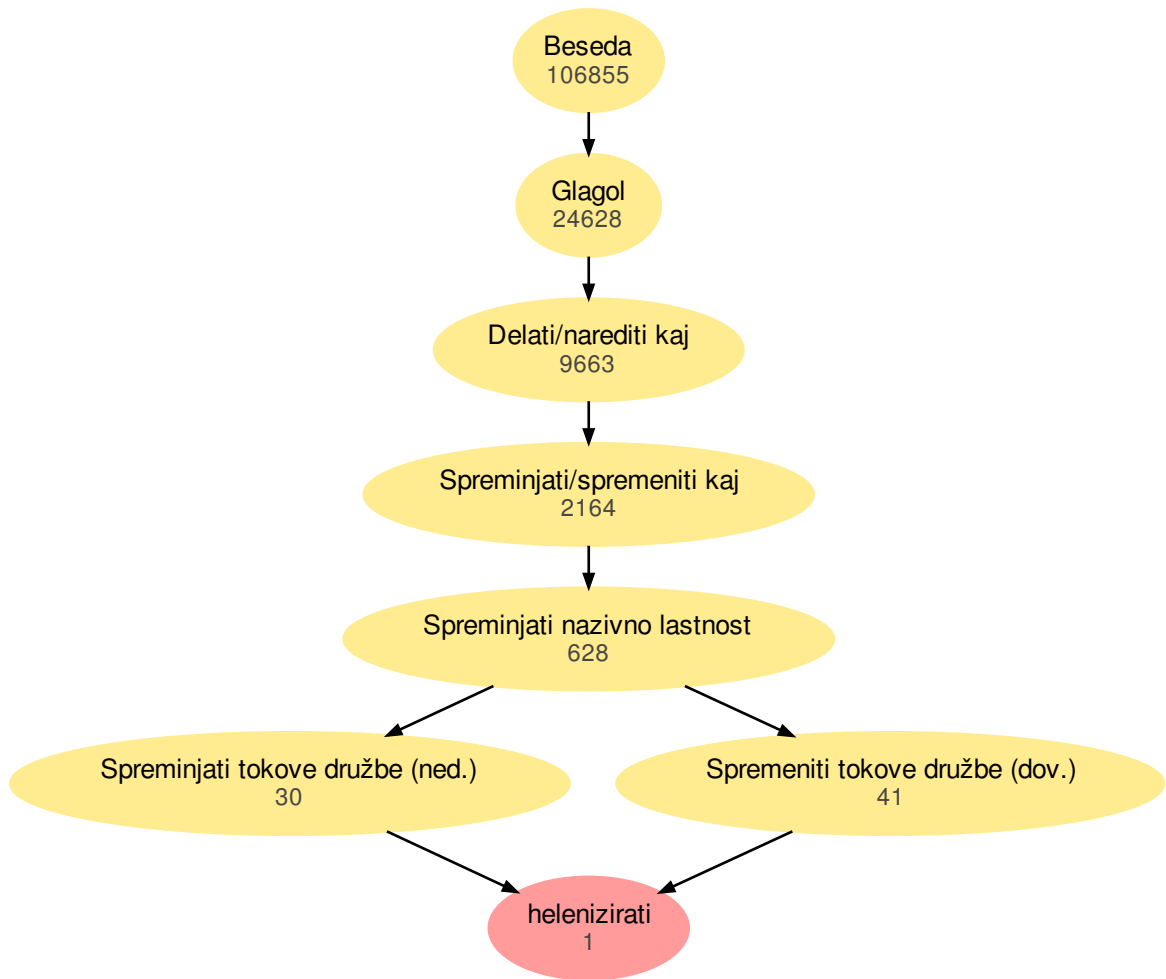 Beseda
106855
Glagol
24628
Delati/narediti kaj
9663
Spreminjati/spremeniti kaj
2164
Spreminjati nazivno lastnost
628
Spreminjati tokove družbe (ned.)
30
Spremeniti tokove družbe (dov.)
41
helenizirati
1